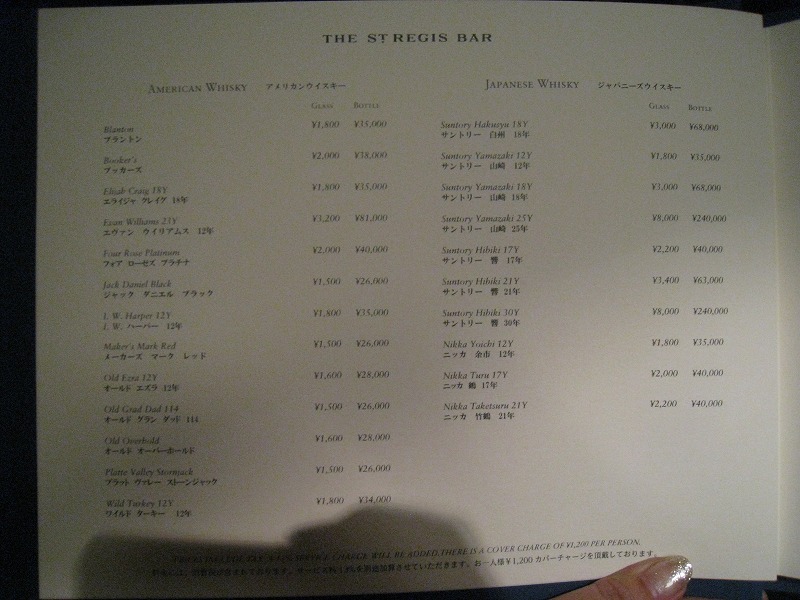 THE ST. REGIS BAR
AMERICAN WHISKY アメリカンウイスキー
GLASS BOTTLE
Blanton ¥1,800 ¥35,000
ブラントン
Booker's ¥2,000 ¥38,000
ブッカーズ
Elijah Craig 18Y ¥1,800 ¥35,000
エライジャ クレイグ 18年
Evan Williams 23Y ¥3,200 ¥81,000
エヴァン ウイリアムス 12年
Four Rose Platinum ¥2,000 ¥40,000
フォア ローゼス プラチナ
Jack Daniel Black ¥1,500 ¥26,000
ジャック ダニエル ブラック
I. W. Harper 12Y ¥1,800 ¥35,000
I. W. ハーパー 12年
Maker's Mark Red ¥1,500 ¥26,000
メーカーズ マーク レッド
Old Ezra 12Y ¥1,600 ¥28,000
オールド エズラ 12年
Old Grad Dad 114 ¥1,500 ¥26,000
オールド グラン ダッド 114
Old Overhold ¥1,600 ¥28,000
オールド オーバーホールド
Platte Valley Stornjack ¥1,500 ¥26,000
プラット ヴァレー ストーンジャック
Wild Turkey 12Y ¥1,800 ¥34,000
ワイルド ターキー 12年
JAPANESE WHISKY ジャパニーズウイスキー
GLASS BOTTLE
Suntory Hakusyu 18Y ¥3,000 ¥68,000
サントリー 白州 18年
Suntory Yamazaki 12Y ¥1,800 ¥35,000
サントリー 山崎 12年
Suntory Yamazaki 18Y ¥3,000 ¥68,000
サントリー 山崎 18年
Suntory Yamazaki 25Y ¥8,000 ¥240,000
サントリー 山崎 25年
Suntory Hibiki 17Y ¥2,200 ¥40,000
サントリー 響 17年
Suntory Hibiki 21Y ¥3,400 ¥63,000
サントリー 響 21年
Suntory Hibiki 30Y ¥8,000 ¥240,000
サントリー 響 30年
Nikka Yoichi 12Y ¥1,800 ¥35,000
ニッカ 余市 12年
Nikka Turu 17Y ¥2,000 ¥40,000
ニッカ 鶴 17年
Nikka Taketsuru 21Y ¥2,200 ¥40,000
ニッカ 竹鶴 21年
SERVICE CHARGE WILL BE ADDED. THERE IS A COVER CHARGE OF ¥1,200 PER PERSON.
サービス料 13%を別途加算させていただきます。お一人様¥1,200 カバーチャージを頂戴しております。